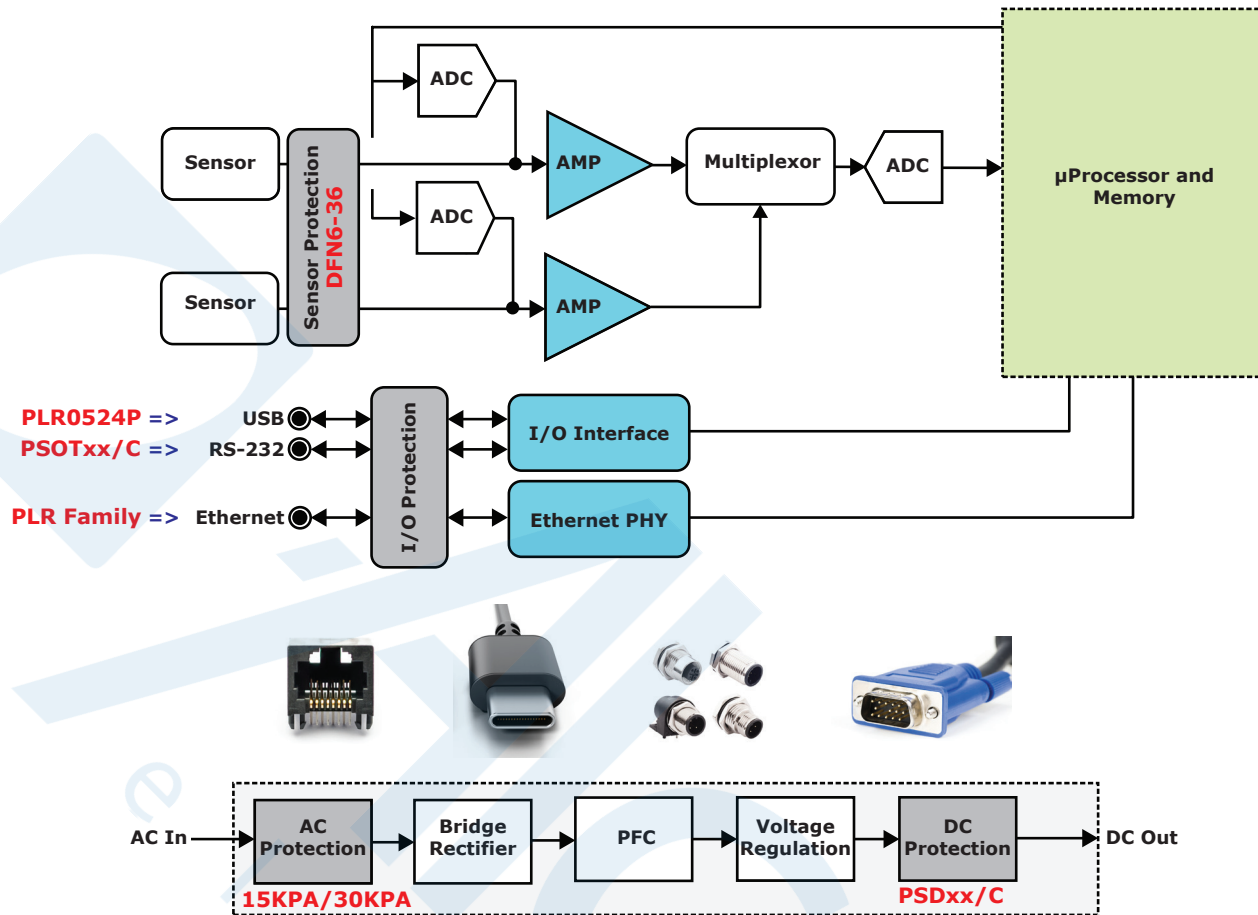 ADC
Sensor
Sensor Protection
DFN6-36
AMP
Multiplexor
ADC
µProcessor and
Memory
ADC
Sensor
AMP
PLR0524P => USB
PSOTxx/C => RS-232
PLR Family => Ethernet
I/O Protection
I/O Interface
Ethernet PHY
AC In
AC
Protection
15KPA/30KPA
Bridge
Rectifier
PFC
Voltage
Regulation
DC
Protection
PSDxx/C
DC Out